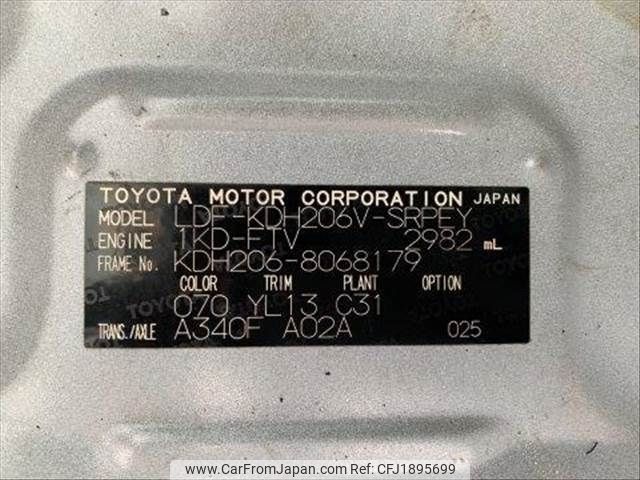 TOYOTA MOTOR CORPORATION JAPAN
MODEL LDF-KDH206V-SRPEY
ENGINE 1KD-FTV 2982 mL
FRAME No. KDH206-8068179
COLOR TRIM PLANT OPTION
070 YL13 C31
TRANS./AXLE A340F A02A 025
www.CarFromJapan.com | Ref: CFJ1895699